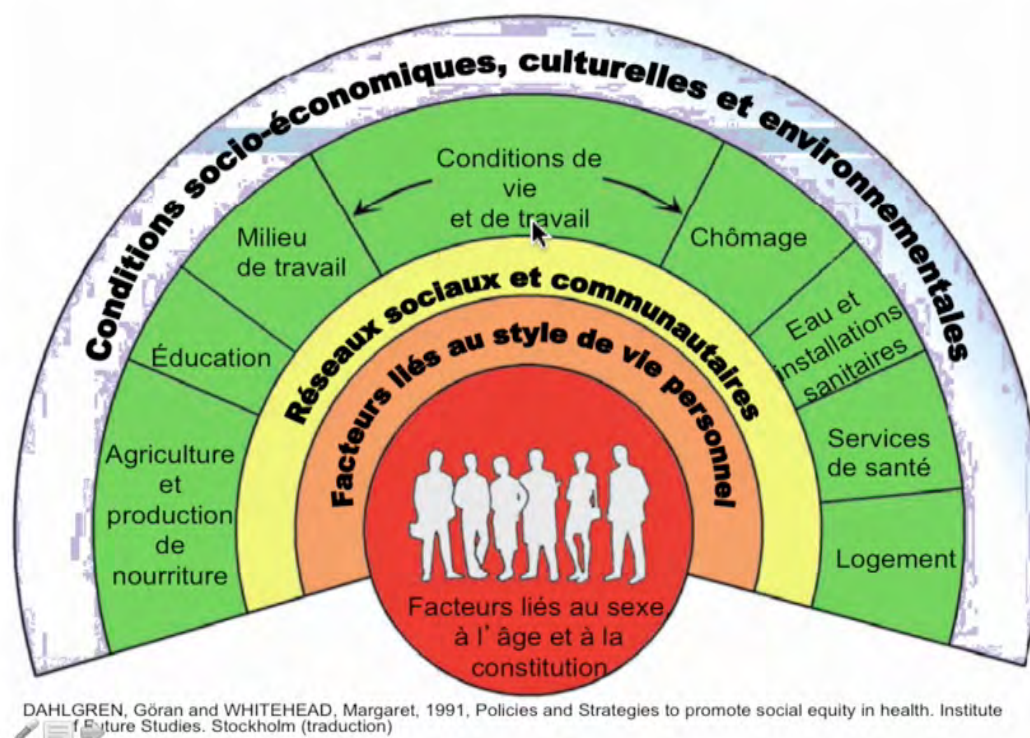 Conditions socio-économiques, culturelles et environnementales
Conditions de
vie
et de travail
Milieu
de travail
Chômage
Éducation
Eau et
installations
sanitaires
Agriculture
et
production
de
nourriture
Services
de santé
Logement
Réseaux sociaux et communautaires
Facteurs liés au style de vie personnel
Facteurs liés au sexe,
à l'âge et à la
constitution
DAHLGREN, Göran and WHITEHEAD, Margaret, 1991, Policies and Strategies to promote social equity in health. Institute
Future Studies. Stockholm (traduction)